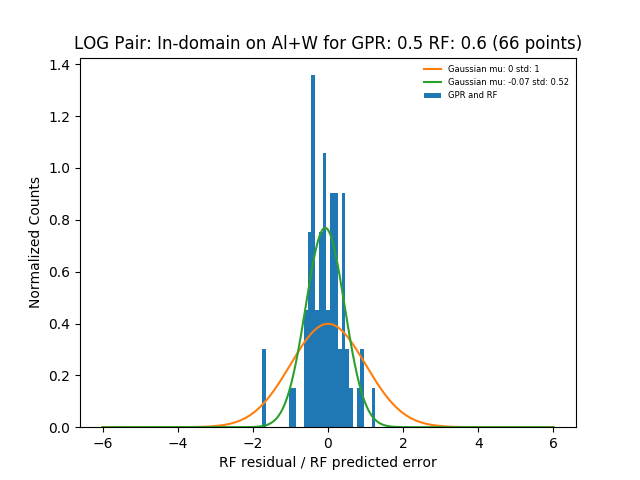 LOG Pair: In-domain on Al+W for GPR: 0.5 RF: 0.6 (66 points)
Gaussian mu: 0 std: 1
Gaussian mu: -0.07 std: 0.52
GPR and RF
Normalized Counts
1.4
1.2
1.0
0.8
0.6
0.4
0.2
0.0
−6 −4 −2 0 2 4 6
RF residual / RF predicted error